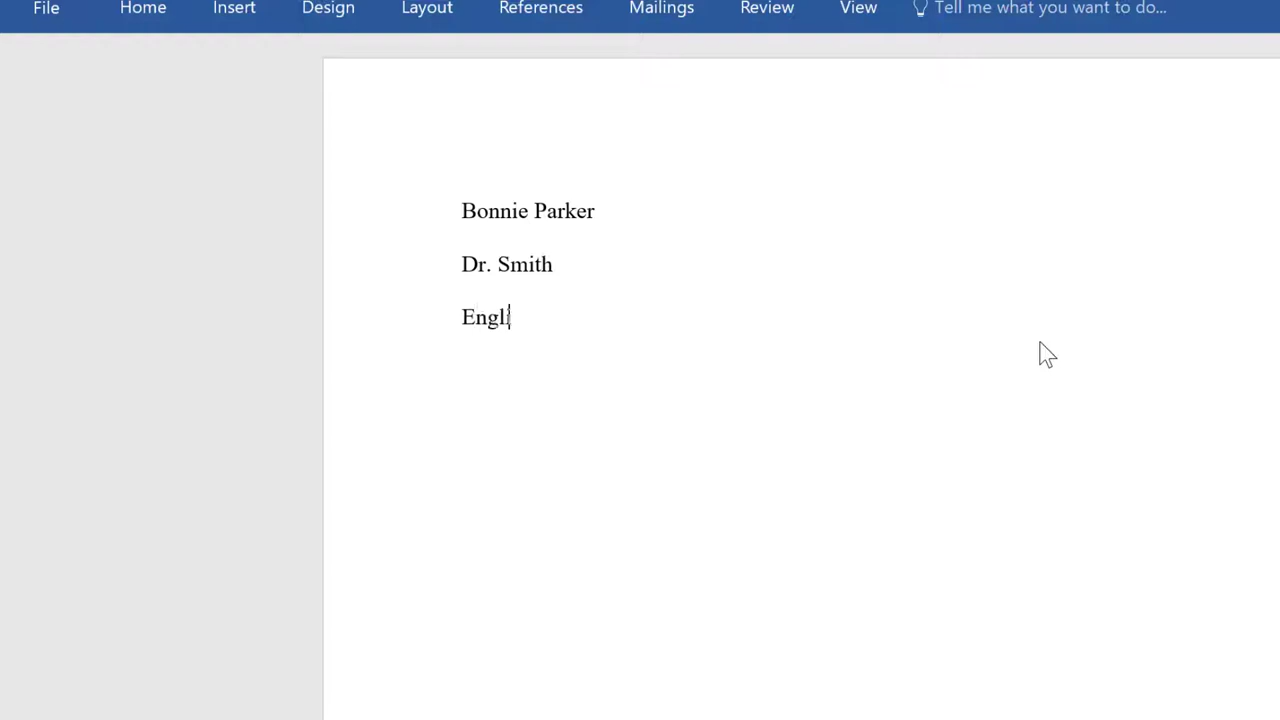 File Home Insert Design Layout References Mailings Review View Tell me what you want to do...
Bonnie Parker
Dr. Smith
Engli